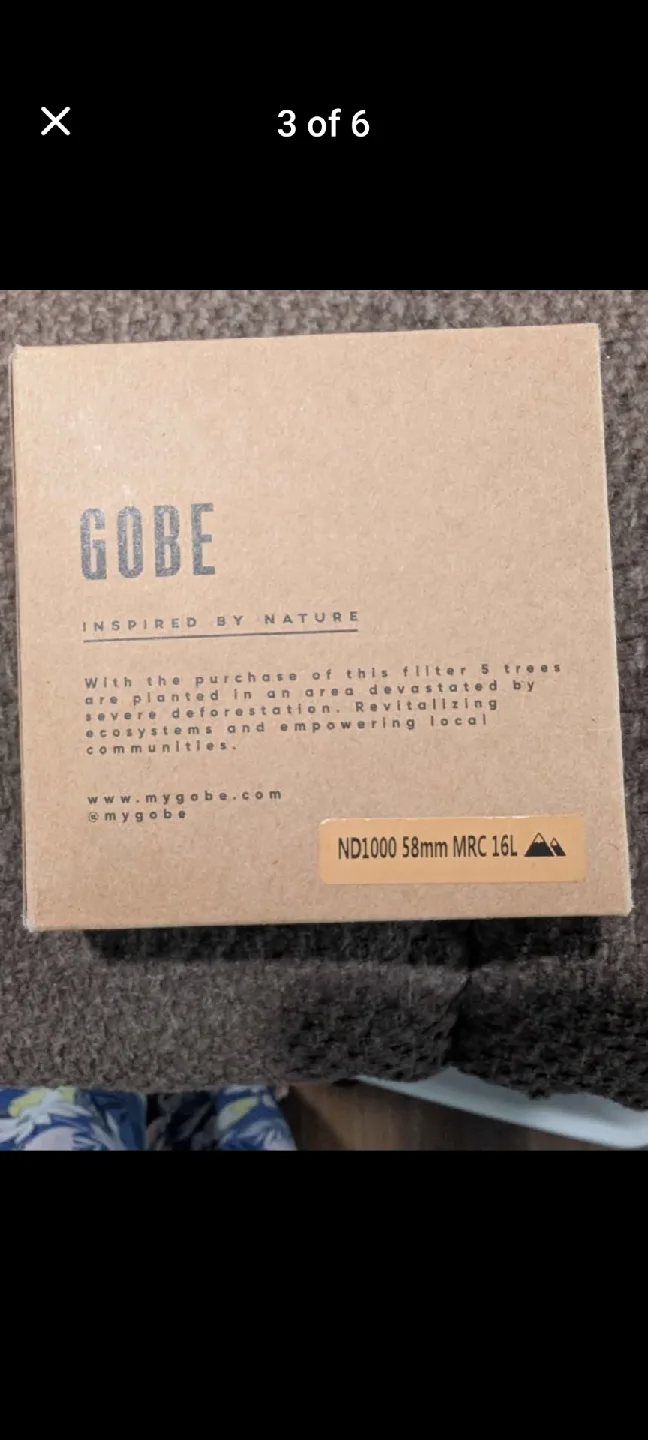 3 of 6
GOBE
INSPIRED BY NATURE
With the purchase of this filter 5 trees
are planted in an area devastated by
severe deforestation. Revitalizing
ecosystems and empowering local
communities.
www.mygobe.com
@mygobe
ND1000 58mm MRC 16L